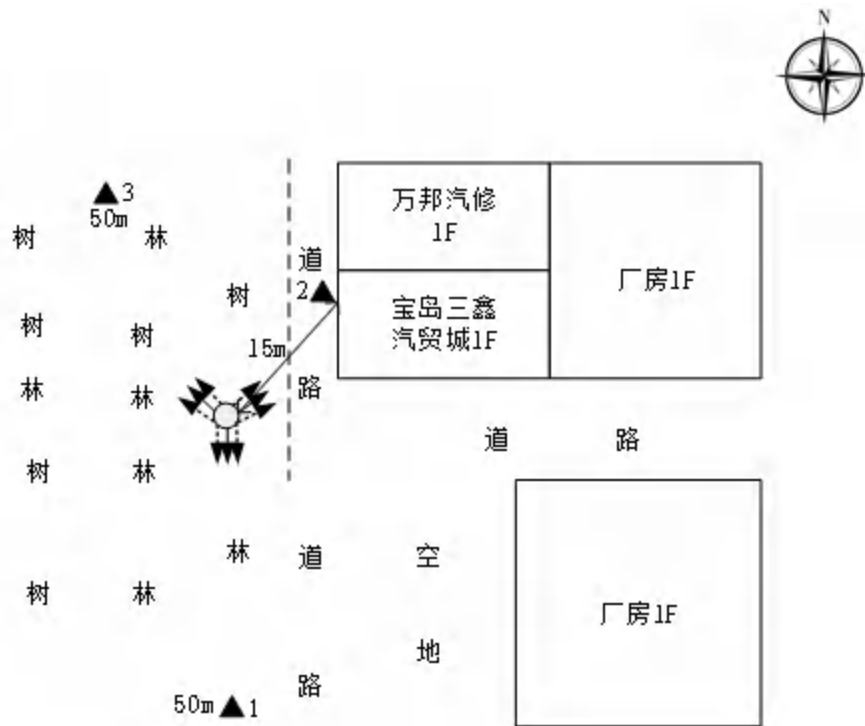 N
▲3
50m
树 林
万邦汽修
1F
道
厂房1F
树
2▲
宝岛三鑫
汽贸城1F
树 树
15m
林 林
路
道 路
树 林
林 道 空
树 林
厂房1F
地
路
50m▲1